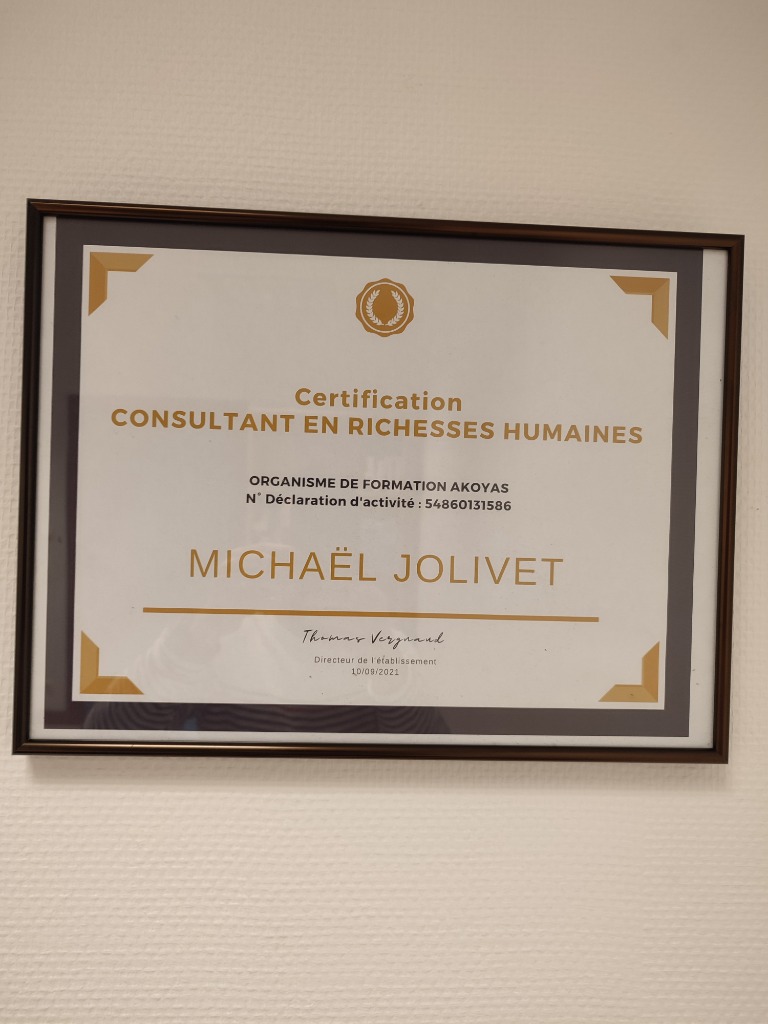 Certification
CONSULTANT EN RICHESSES HUMAINES
ORGANISME DE FORMATION AKOYAS
N° Déclaration d'activité : 54860131586
MICHAËL JOLIVET
Thomas Vergnaud
Directeur de l'établissement
10/09/2021